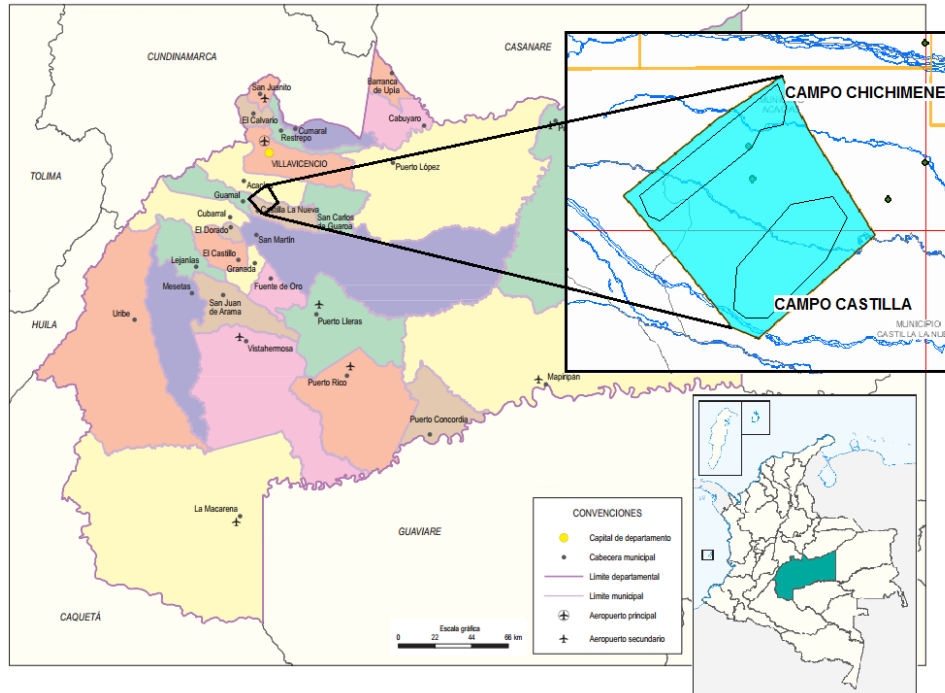 CUNDINAMARCA
CASANARE
TOLIMA
HUILA
CAQUETÁ
GUAVIARE
San Juanito
El Calvario
Restrepo
Cumaral
Barranca
de Upía
Cabuyaro
VILLAVICENCIO
Puerto López
Guamal
Castilla La Nueva
San Carlos
de Guaroa
Cubarral
El Dorado
San Martín
El Castillo
Lejanías
Granada
Fuente de Oro
Mesetas
San Juan
de Arama
Uribe
Puerto Lleras
Vistahermosa
Puerto Rico
Mapiripan
Puerto Concordia
La Macarena
CAMPO CHICHIMENE
CAMPO CASTILLA
MUNICIPIO
CASTILLA LA NU
CONVENCIONES
Capital de departamento
Cabecera municipal
Límite departamental
Límite municipal
Aeropuerto principal
Aeropuerto secundario
Escala gráfica
0 22 44 66 km